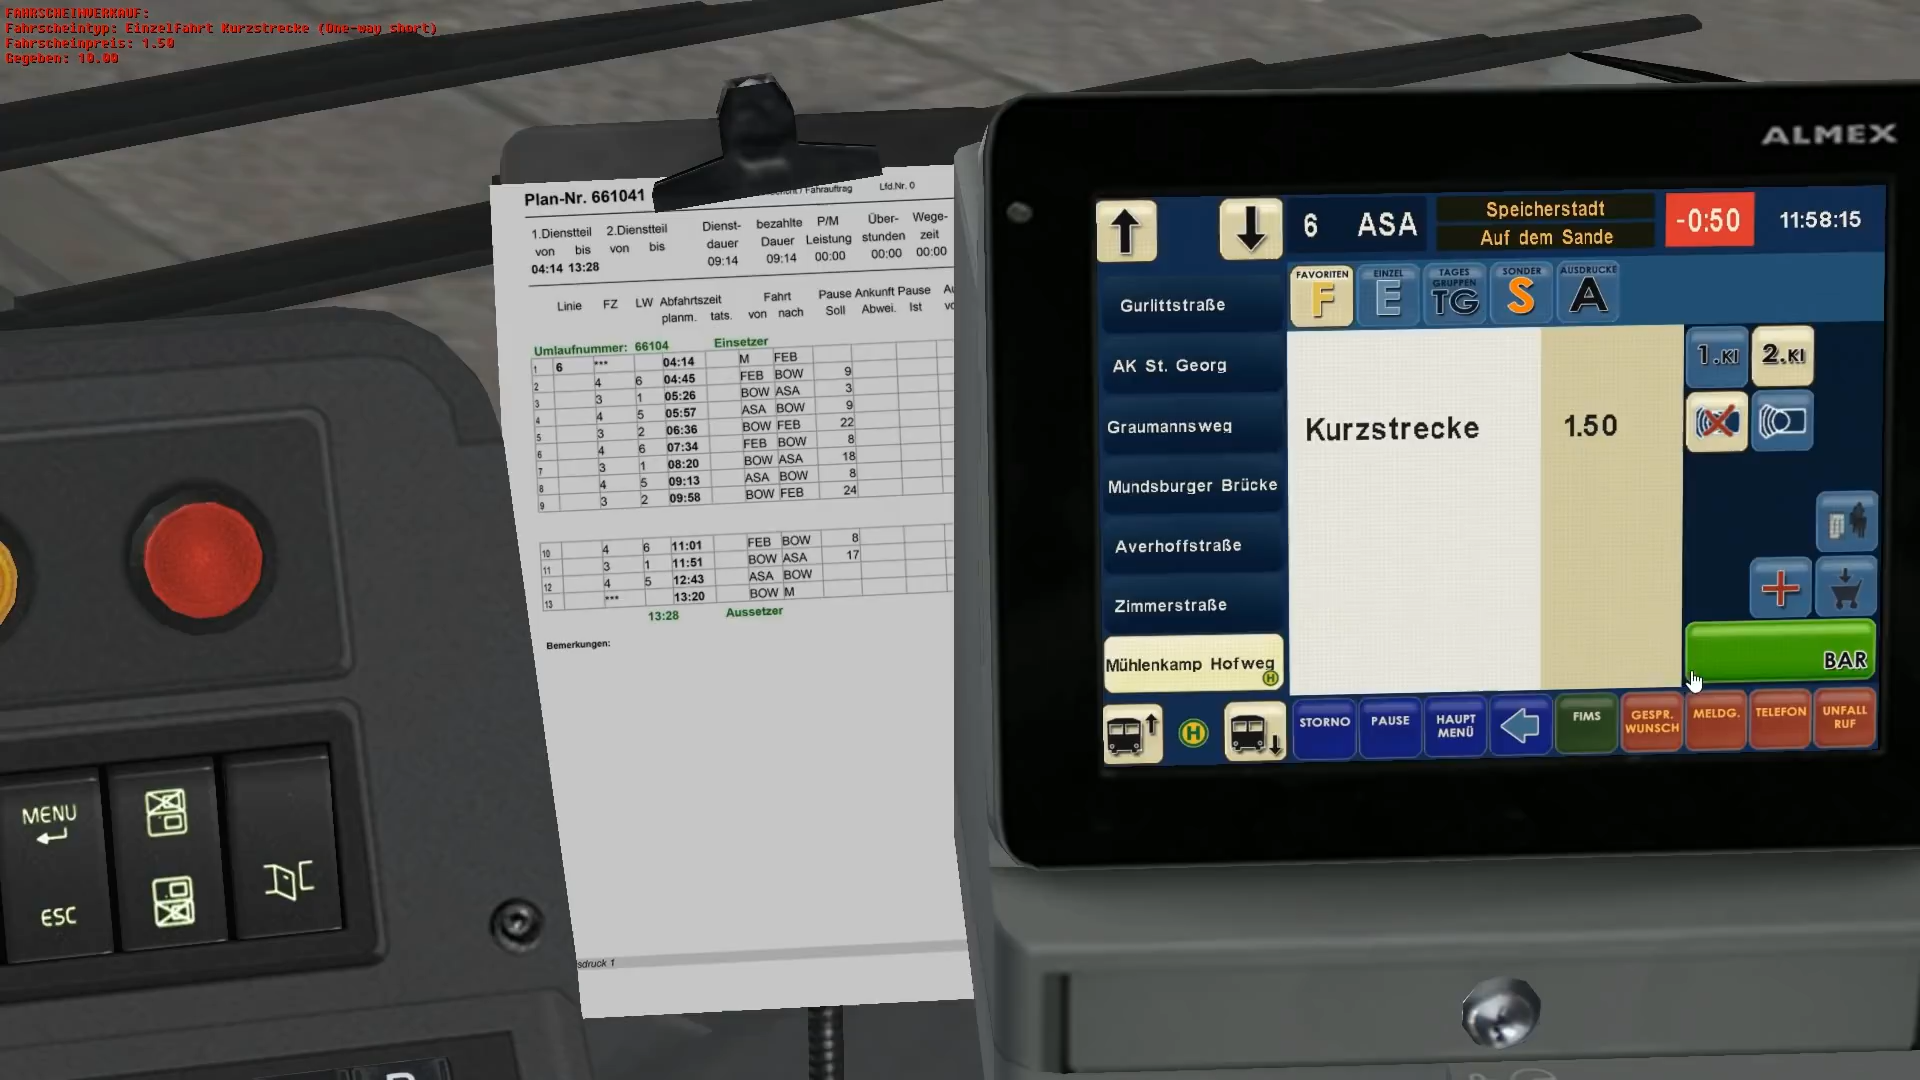 FAHRSCHEINVERKAUF:
Fahrscheintyp: EinzelFahrt Kurzstrecke (One-way short)
Fahrscheinpreis: 1.50
Gegeben: 10.00
Plan-Nr. 661041
/ Fahrauftrag Lfd.Nr. 0
1.Dienstteil 2.Dienstteil Dienst- bezahlte P/M Über- Wege-
von bis von bis dauer Dauer Leistung stunden zeit
04:14 13:28 09:14 09:14 00:00 00:00 00:00
Linie FZ LW Abfahrtszeit Fahrt Pause Ankunft Pause
planm. tats. von nach Soll Abwei. Ist
Umlaufnummer: 66104 Einsetzer
1 6 *** 04:14 M FEB
2 4 6 04:45 FEB BOW 9
3 3 1 05:26 BOW ASA 3
4 4 5 05:57 ASA BOW 9
5 3 2 06:36 BOW FEB 22
6 4 6 07:34 FEB BOW 8
7 3 1 08:20 BOW ASA 18
8 4 5 09:13 ASA BOW 8
9 3 2 09:58 BOW FEB 24
10 4 6 11:01 FEB BOW 8
11 3 1 11:51 BOW ASA 17
12 4 5 12:43 ASA BOW
13 *** 13:20 BOW M
13:28 Aussetzer
Bemerkungen:
sdruck 1
MENU
ESC
ALMEX
6 ASA
Speicherstadt
Auf dem Sande
-0:50
11:58:15
FAVORITEN
F
EINZEL
E
TAGES
GRUPPEN
TG
SONDER
S
AUSDRUCKE
A
Gurlittstraße
AK St. Georg
Graumannsweg
Mundsburger Brücke
Averhoffstraße
Zimmerstraße
Mühlenkamp Hofweg
H
Kurzstrecke 1.50
1.Kl
2.Kl
BAR
H
STORNO
PAUSE
HAUPT
MENÜ
FIMS
GESPR.
WUNSCH
MELDG.
TELEFON
UNFALL
RUF